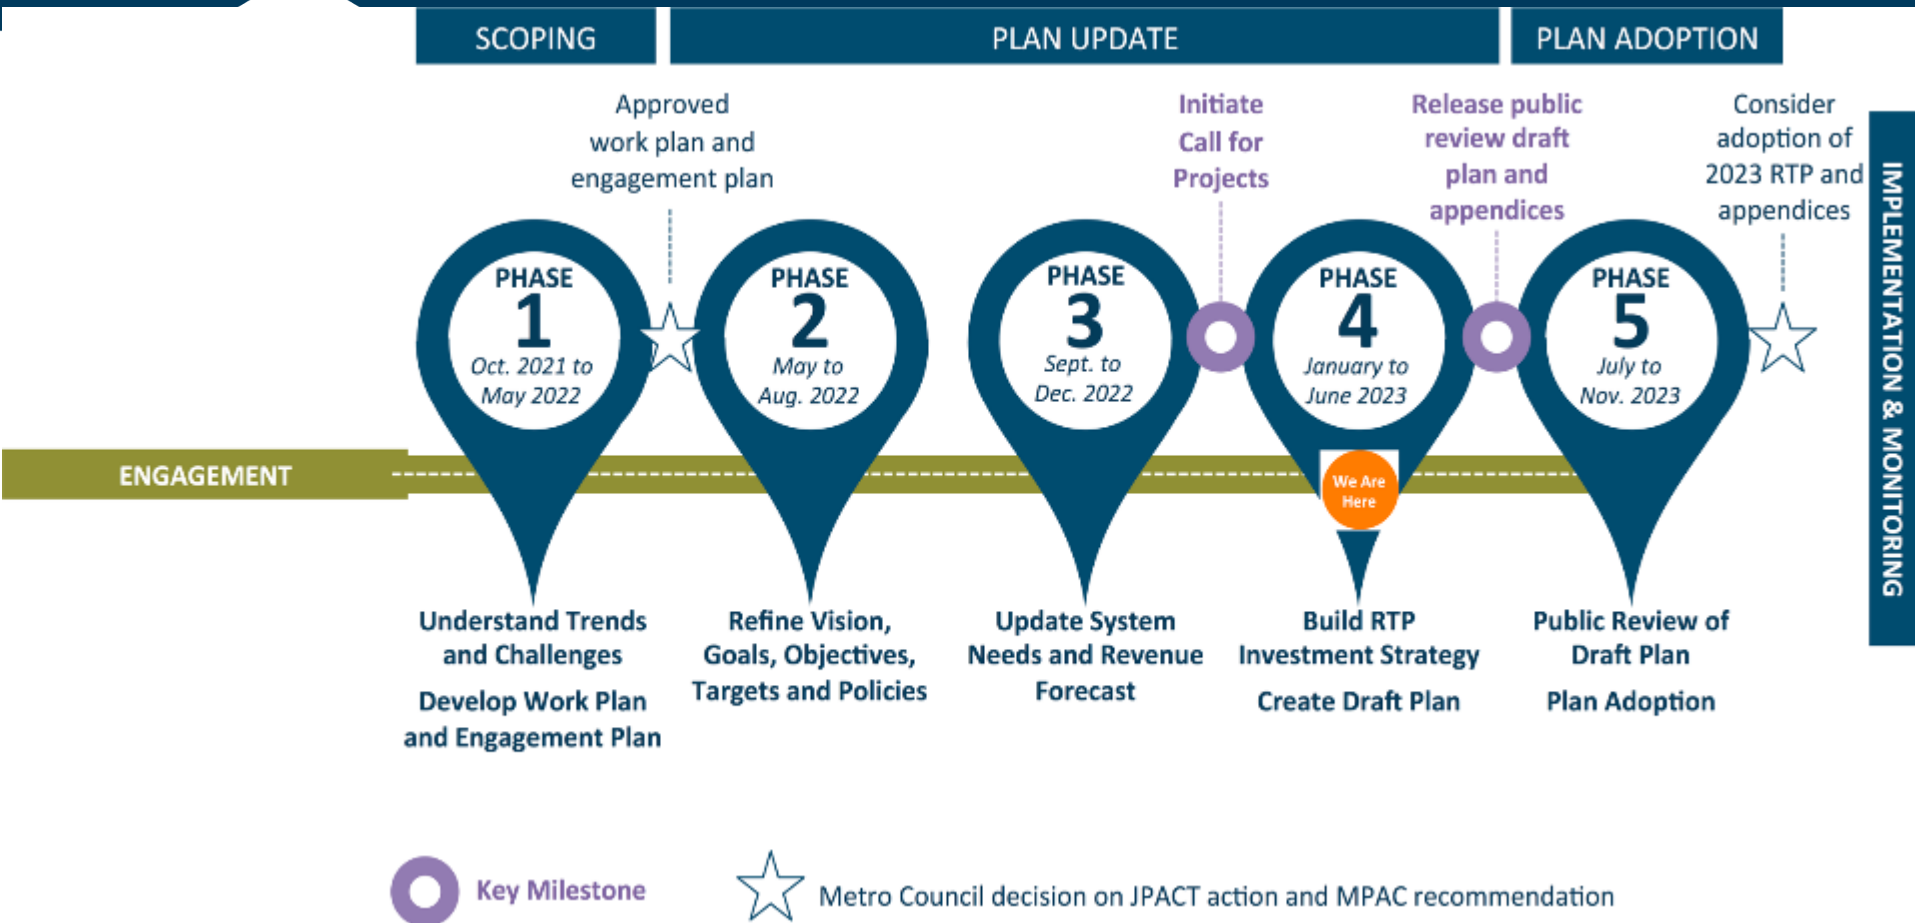 SCOPING
PLAN UPDATE
PLAN ADOPTION
Approved
work plan and
engagement plan
Initiate
Call for
Projects
Release public
review draft
plan and
appendices
Consider
adoption of
2023 RTP and
appendices
IMPLEMENTATION & MONITORING
PHASE
1
Oct. 2021 to
May 2022
PHASE
2
May to
Aug. 2022
PHASE
3
Sept. to
Dec. 2022
PHASE
4
January to
June 2023
PHASE
5
July to
Nov. 2023
ENGAGEMENT
We Are
Here
Understand Trends
and Challenges
Develop Work Plan
and Engagement Plan
Refine Vision,
Goals, Objectives,
Targets and Policies
Update System
Needs and Revenue
Forecast
Build RTP
Investment Strategy
Create Draft Plan
Public Review of
Draft Plan
Plan Adoption
Key Milestone
Metro Council decision on JPACT action and MPAC recommendation